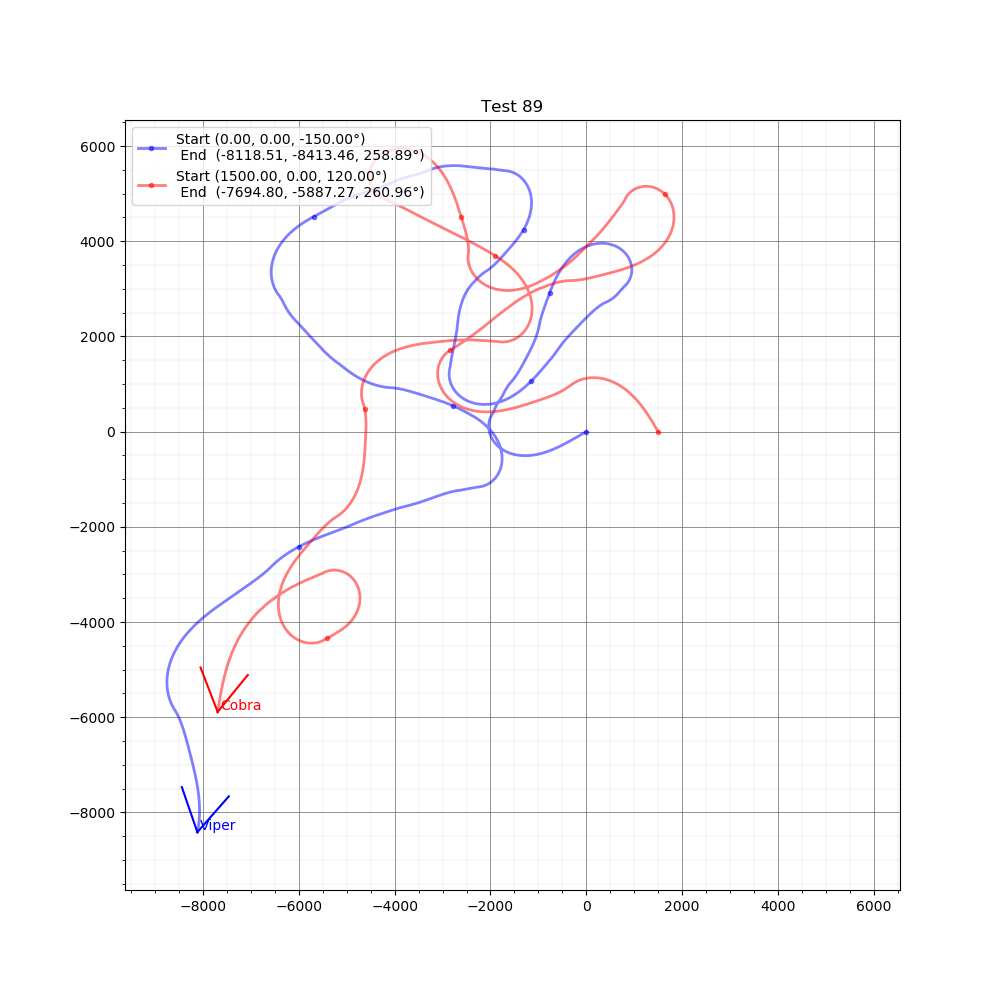 Test 89
Start (0.00, 0.00, -150.00°)
End  (-8118.51, -8413.46, 258.89°)
Start (1500.00, 0.00, 120.00°)
End  (-7694.80, -5887.27, 260.96°)
6000
4000
2000
0
−2000
−4000
−6000
−8000
Cobra
Viper
−8000 −6000 −4000 −2000 0 2000 4000 6000